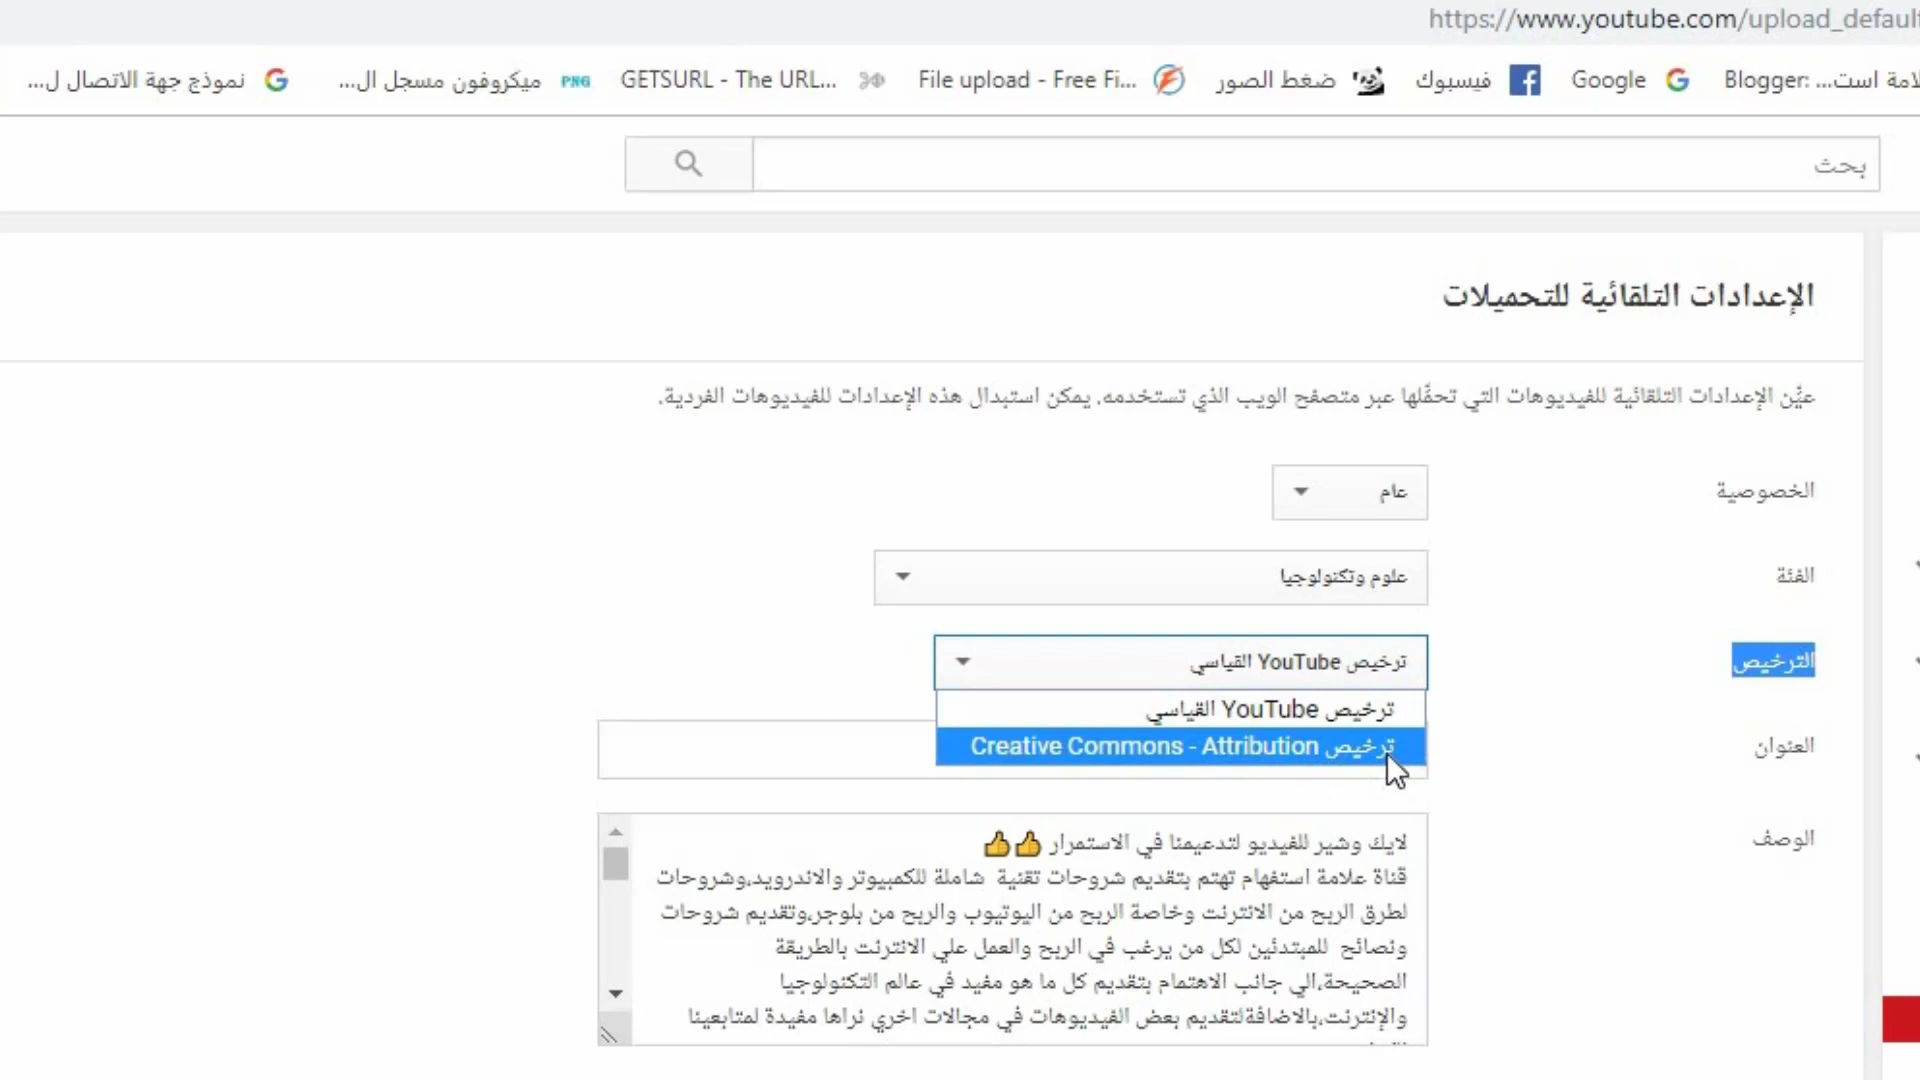 https://www.youtube.com/upload_default
Blogger: ...لامة است
Google
فيسبوك
ضغط الصور
File upload - Free Fi...
GETSURL - The URL...
PNG
ميكروفون مسجل ال...
نموذج جهة الاتصال ل...
بحث
الإعدادات التلقائية للتحميلات
عيِّن الإعدادات التلقائية للفيديوهات التي تحمِّلها عبر متصفح الويب الذي تستخدمه. يمكن استبدال هذه الإعدادات للفيديوهات الفردية.
الخصوصية
عام
الفئة
علوم وتكنولوجيا
الترخيص
ترخيص YouTube القياسي
ترخيص YouTube القياسي
ترخيص Creative Commons - Attribution
العنوان
الوصف
لايك وشير للفيديو لتدعيمنا في الاستمرار 👍👍
قناة علامة استفهام تهتم بتقديم شروحات تقنية شاملة للكمبيوتر والاندرويد،وشروحات
لطرق الربح من الانترنت وخاصة الربح من اليوتيوب والربح من بلوجر،وتقديم شروحات
ونصائح للمبتدئين لكل من يرغب في الربح والعمل علي الانترنت بالطريقة
الصحيحة،الي جانب الاهتمام بتقديم كل ما هو مفيد في عالم التكنولوجيا
والإنترنت،بالاضافةلتقديم بعض الفيديوهات في مجالات اخري نراها مفيدة لمتابعينا